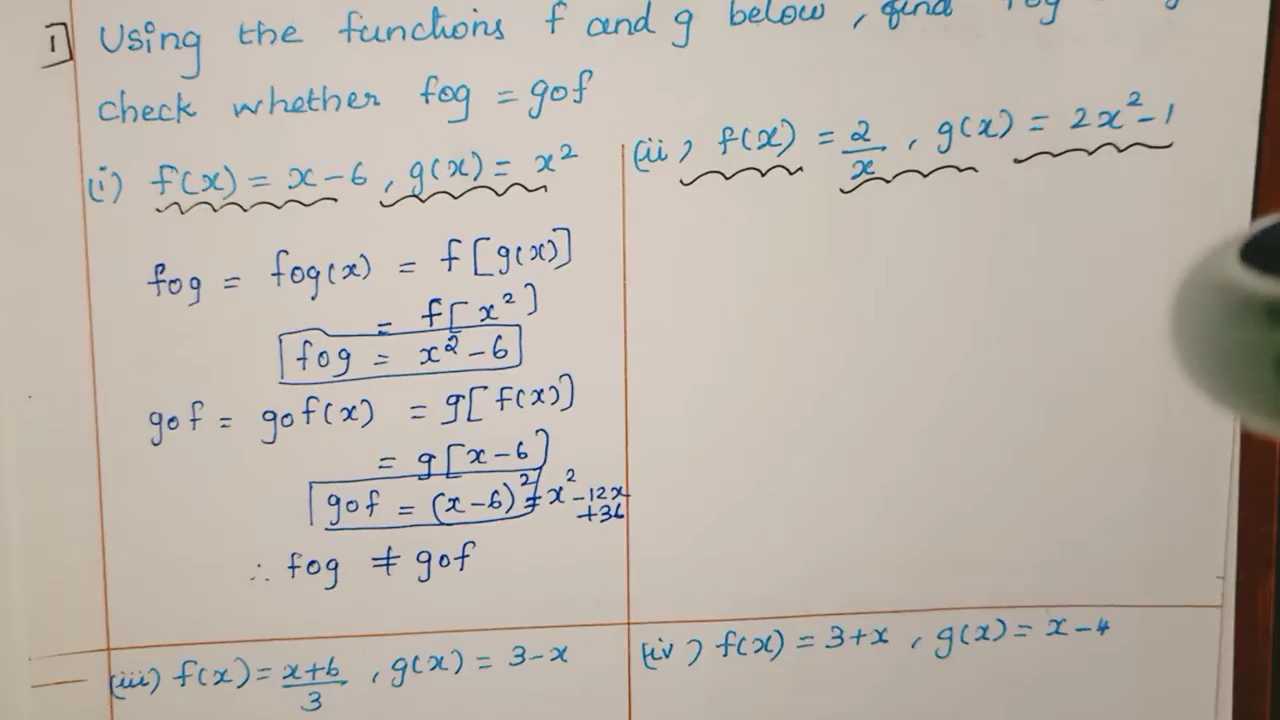 1] Using the functions f and g below, find fog
check whether fog = gof
(i) f(x) = x-6, g(x) = x²
fog = fog(x) = f[g(x)]
= f[x²]
fog = x²-6
gof = gof(x) = g[f(x)]
= g[x-6]
gof = (x-6)² = x² -12x
+36
∴ fog ≠ gof
(ii) f(x) = 2/x, g(x) = 2x²-1
(iii) f(x) = x+6/3, g(x) = 3-x
(iv) f(x) = 3+x, g(x) = x-4